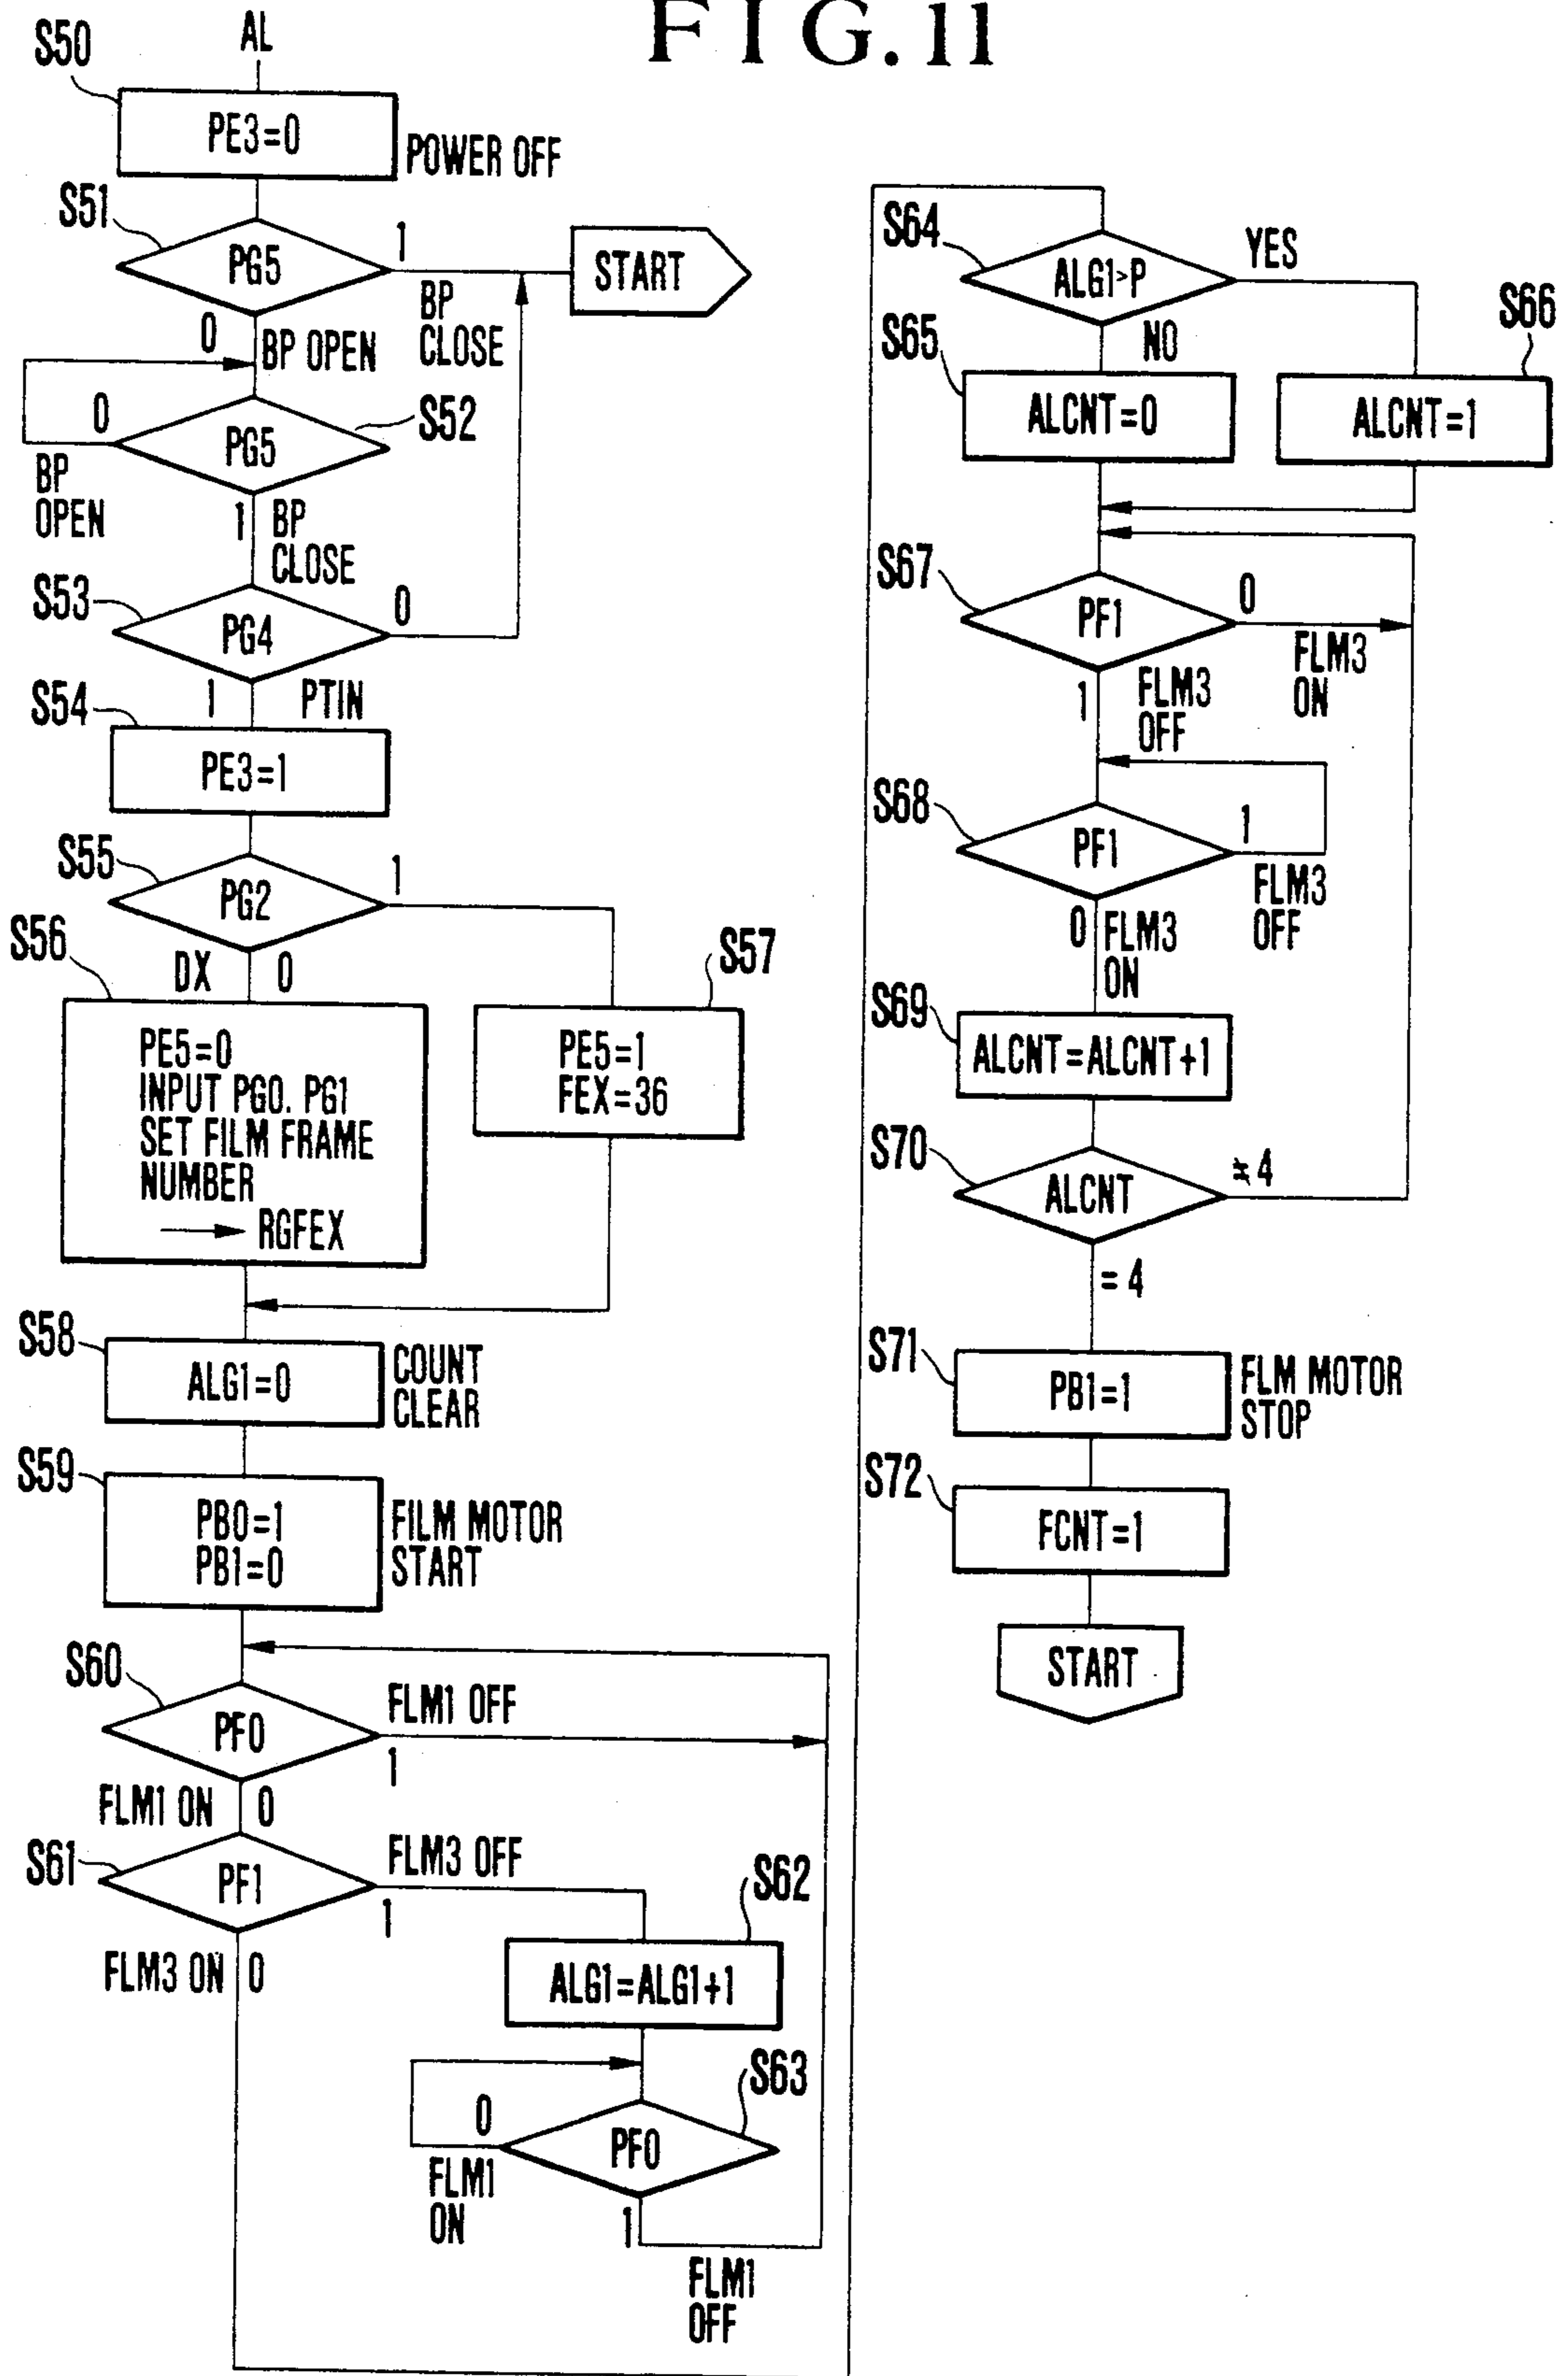 FIG.11
AL
S50
PE3=0
POWER OFF
S51
PG5
1
BP
CLOSE
START
0
BP OPEN
S52
PG5
0
BP
OPEN
1
BP
CLOSE
S53
PG4
0
1
PTIN
S54
PE3=1
S55
PG2
1
DX
0
S56
PE5=0
INPUT PG0. PG1
SET FILM FRAME
NUMBER
→ RGFEX
S57
PE5=1
FEX=36
S58
ALG1=0
COUNT
CLEAR
S59
PB0=1
PB1=0
FILM MOTOR
START
S60
PF0
FLM1 OFF
1
FLM1 ON
0
S61
PF1
FLM3 OFF
1
FLM3 ON
0
S62
ALG1=ALG1+1
S63
PF0
0
FLM1
ON
1
FLM1
OFF
S64
ALG1>P
YES
NO
S65
ALCNT=0
S66
ALCNT=1
S67
PF1
0
FLM3
ON
1
FLM3
OFF
S68
PF1
1
FLM3
OFF
0
FLM3
ON
S69
ALCNT=ALCNT+1
S70
ALCNT
≠4
=4
S71
PB1=1
FLM MOTOR
STOP
S72
FCNT=1
START